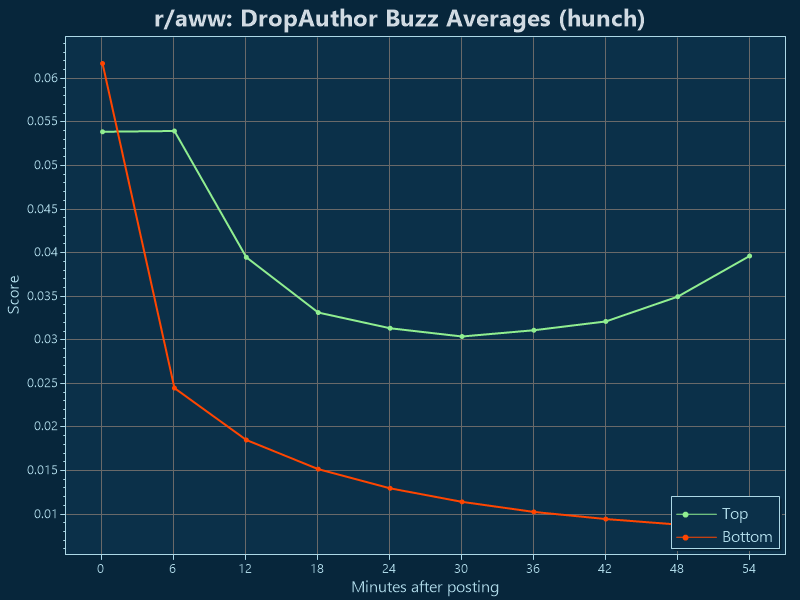 r/aww: DropAuthor Buzz Averages (hunch)
0.06
0.055
0.05
0.045
0.04
0.035
0.03
0.025
0.02
0.015
0.01
Score
Top
Bottom
0 6 12 18 24 30 36 42 48 54
Minutes after posting